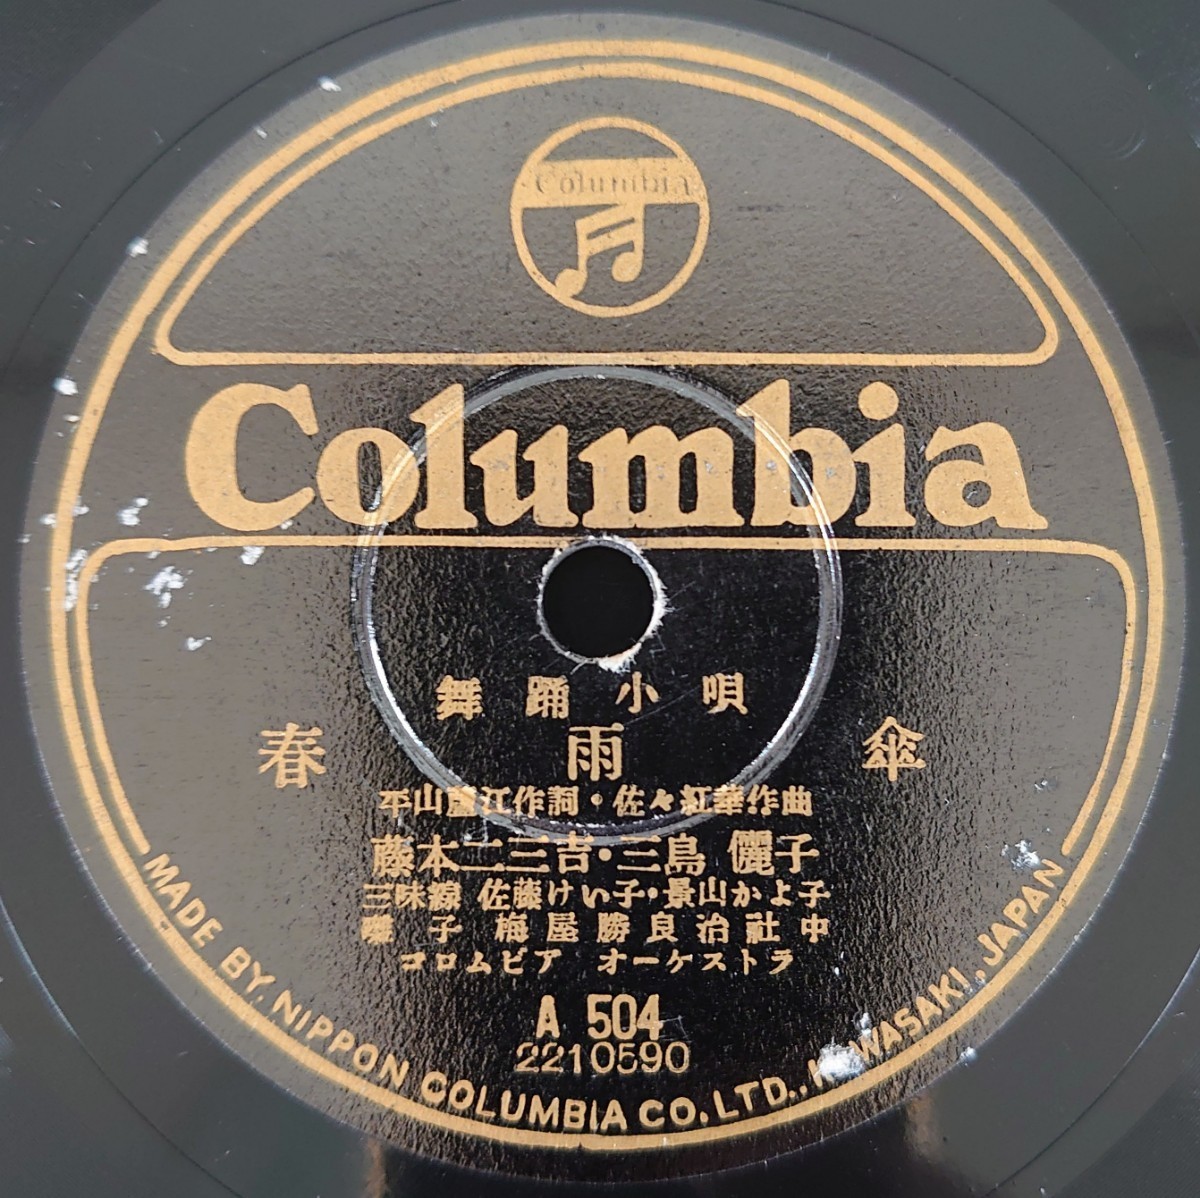 Columbia
Columbia
舞踊小唄
春雨傘
平山蘆江作詞・佐々紅華作曲
藤本二三吉・三島 儷子
三味線 佐藤けい子・景山かよ子
囃子 梅屋勝良治社中
コロムビア オーケストラ
A 504
2210590
MADE BY, NIPPON COLUMBIA CO., LTD., KAWASAKI, JAPAN